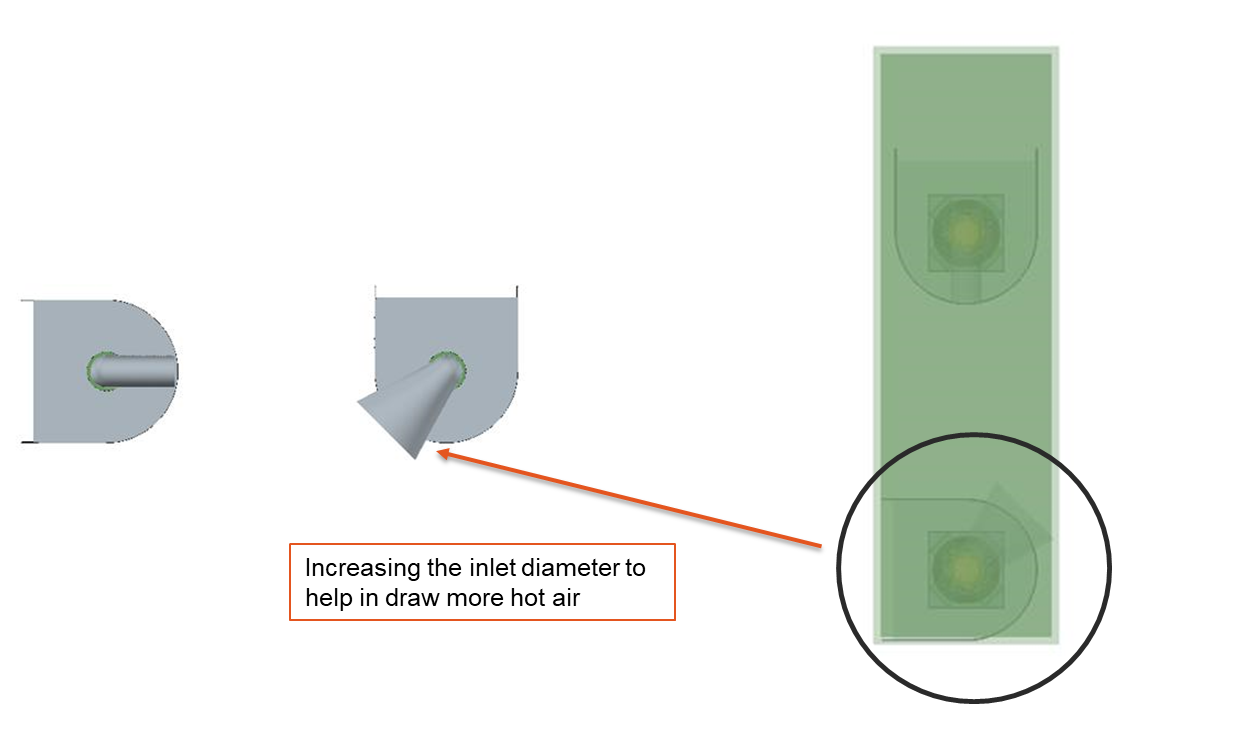 Increasing the inlet diameter to
help in draw more hot air